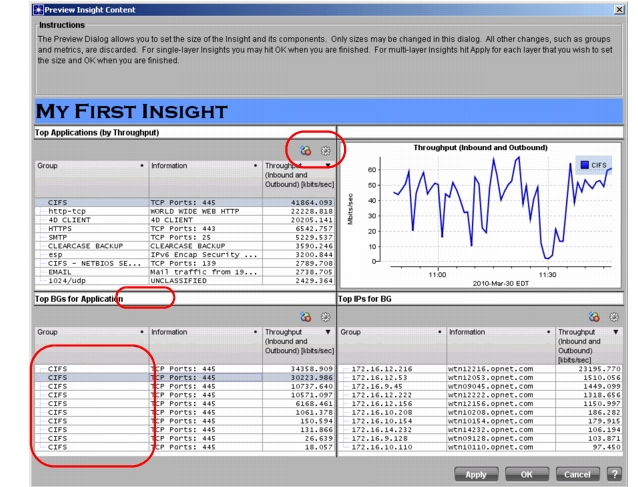 Preview Insight Content
Instructions
The Preview Dialog allows you to set the size of the Insight and its components. Only sizes may be changed in this dialog. All other changes, such as groups
and metrics, are discarded. For single-layer Insights you may hit OK when you are finished. For multi-layer Insights hit Apply for each layer that you wish to set
the size and OK when you are finished.
MY FIRST INSIGHT
Top Applications (by Throughput)
Group Information Throughput
(Inbound and
Outbound) [kbits/sec]
CIFS TCP Ports: 445 41864.093
http-tcp WORLD WIDE WEB HTTP 22228.818
4D CLIENT 4D CLIENT 20205.141
HTTPS TCP Ports: 443 6542.757
SMTP TCP Ports: 25 5229.537
CLEARCASE BACKUP CLEARCASE BACKUP 3590.246
esp IPv6 Encap Security ... 3200.844
CIFS - NETBIOS SE... TCP Ports: 139 2789.708
EMAIL Mail traffic from 19... 2738.705
1024/udp UNCLASSIFIED 2429.364
Throughput (Inbound and Outbound)
CIFS
Mbits/sec
60
50
40
30
20
10
0
11:00 11:30
2010-Mar-30 EDT
Top BGs for Application
Group Information Throughput
(Inbound and
Outbound) [kbits/sec]
CIFS TCP Ports: 445 34358.909
CIFS TCP Ports: 445 30223.986
CIFS TCP Ports: 445 10737.640
CIFS TCP Ports: 445 10571.097
CIFS TCP Ports: 445 6168.461
CIFS TCP Ports: 445 1061.378
CIFS TCP Ports: 445 150.594
CIFS TCP Ports: 445 131.866
CIFS TCP Ports: 445 26.639
CIFS TCP Ports: 445 18.057
Top IPs for BG
Group Information Throughput
(Inbound and
Outbound)
[kbits/sec]
172.16.12.216 wtn12216.opnet.com 23195.770
172.16.12.53 wtn12053.opnet.com 1510.056
172.16.9.45 wtn09045.opnet.com 1449.099
172.16.12.222 wtn12222.opnet.com 1318.656
172.16.12.156 wtn12156.opnet.com 1150.997
172.16.10.208 wtn10208.opnet.com 186.282
172.16.10.154 wtn10154.opnet.com 179.915
172.16.14.232 wtn14232.opnet.com 106.194
172.16.9.128 wtn09128.opnet.com 103.871
172.16.10.110 wtn10110.opnet.com 97.450
Apply OK Cancel ?